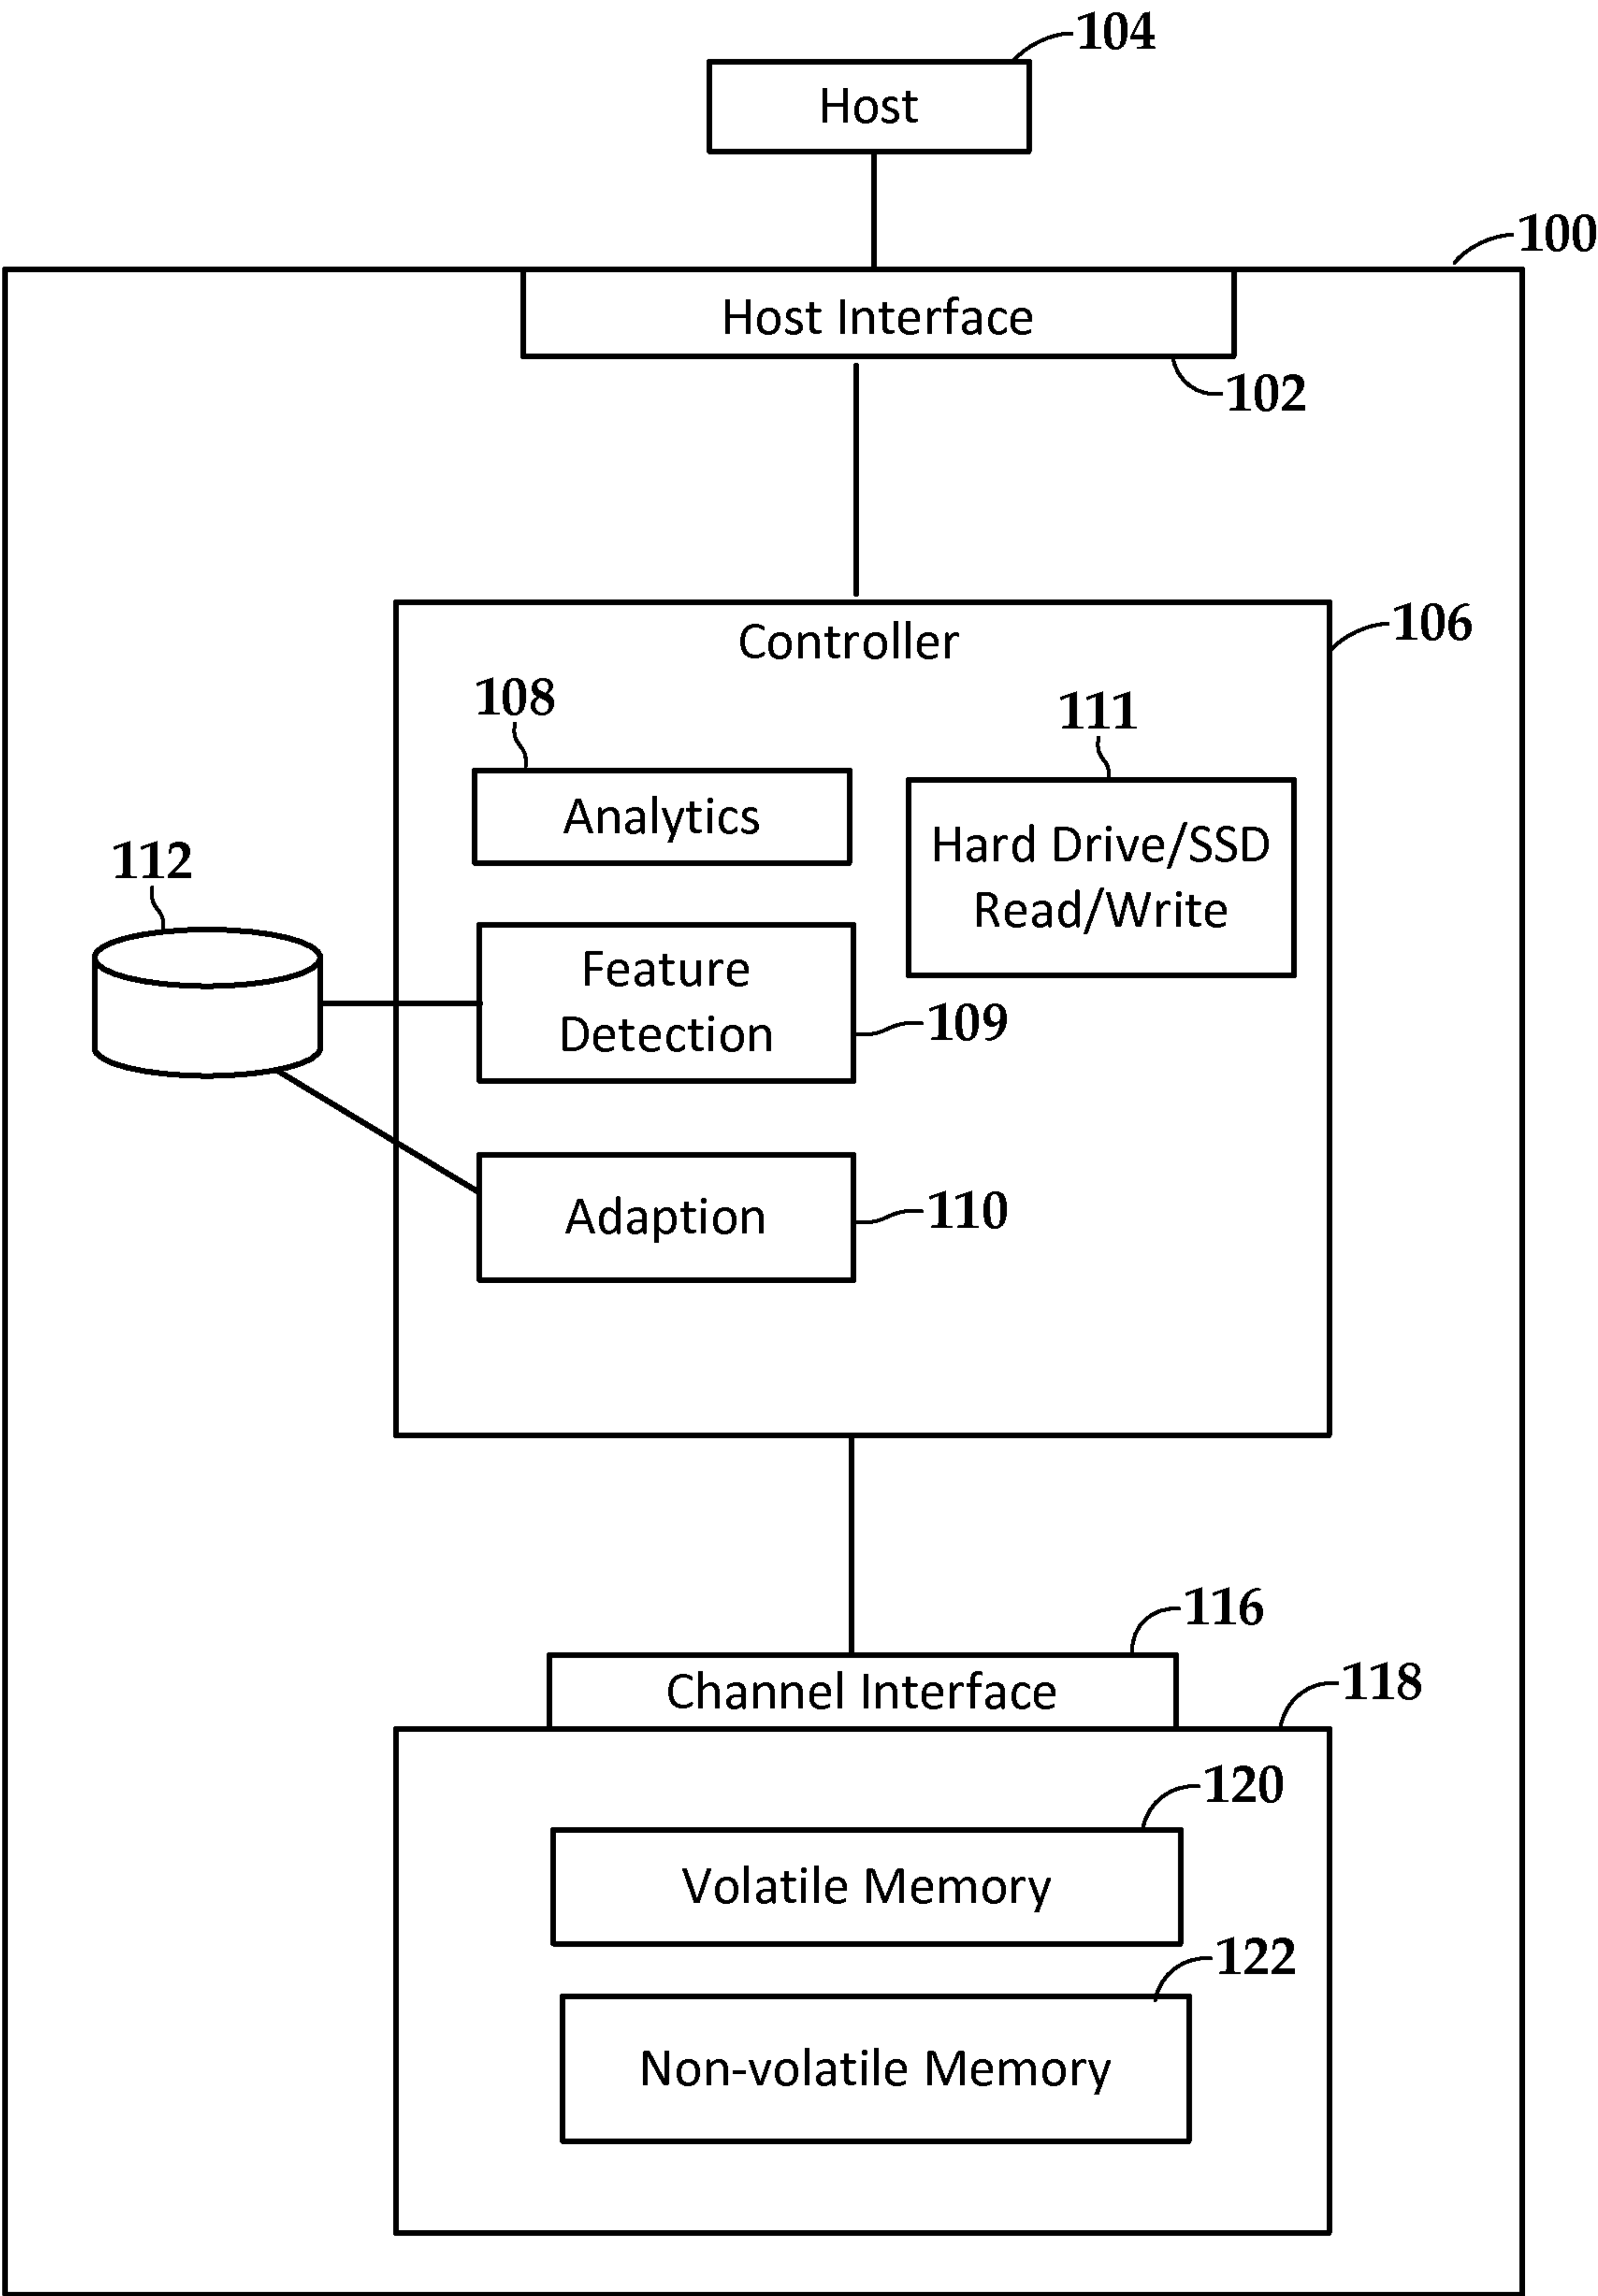 104
Host
100
Host Interface
102
Controller
106
108
111
Analytics
Hard Drive/SSD
Read/Write
112
Feature
Detection
109
Adaption
110
116
Channel Interface
118
120
Volatile Memory
122
Non-volatile Memory